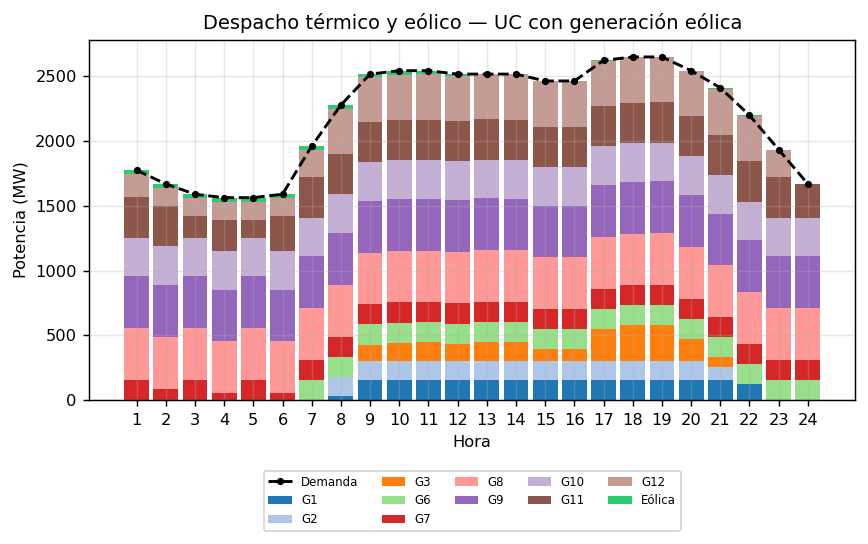 Despacho térmico y eólico — UC con generación eólica
Potencia (MW)
2500
2000
1500
1000
500
0
1 2 3 4 5 6 7 8 9 10 11 12 13 14 15 16 17 18 19 20 21 22 23 24
Hora
Demanda G3 G8 G10 G12
G1 G6 G9 G11 Eólica
G2 G7